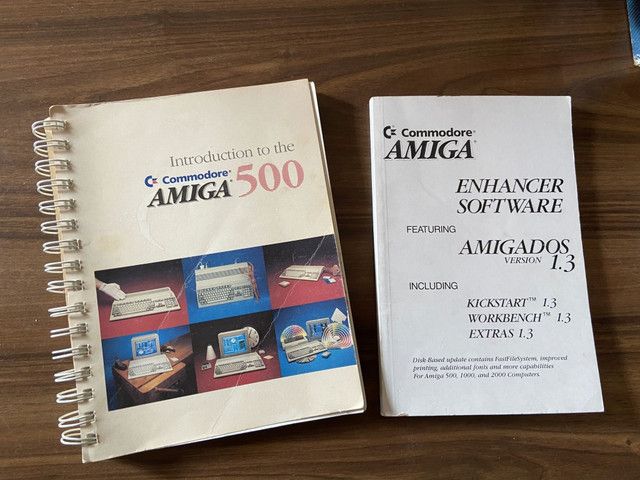 Introduction to the
Commodore®
AMIGA® 500
Commodore®
AMIGA®
ENHANCER
SOFTWARE
FEATURING
AMIGADOS
VERSION 1.3
INCLUDING
KICKSTART™ 1.3
WORKBENCH™ 1.3
EXTRAS 1.3
Disk Based update contains FastFileSystem, improved
printing, additional fonts and more capabilities
For Amiga 500, 1000, and 2000 Computers.